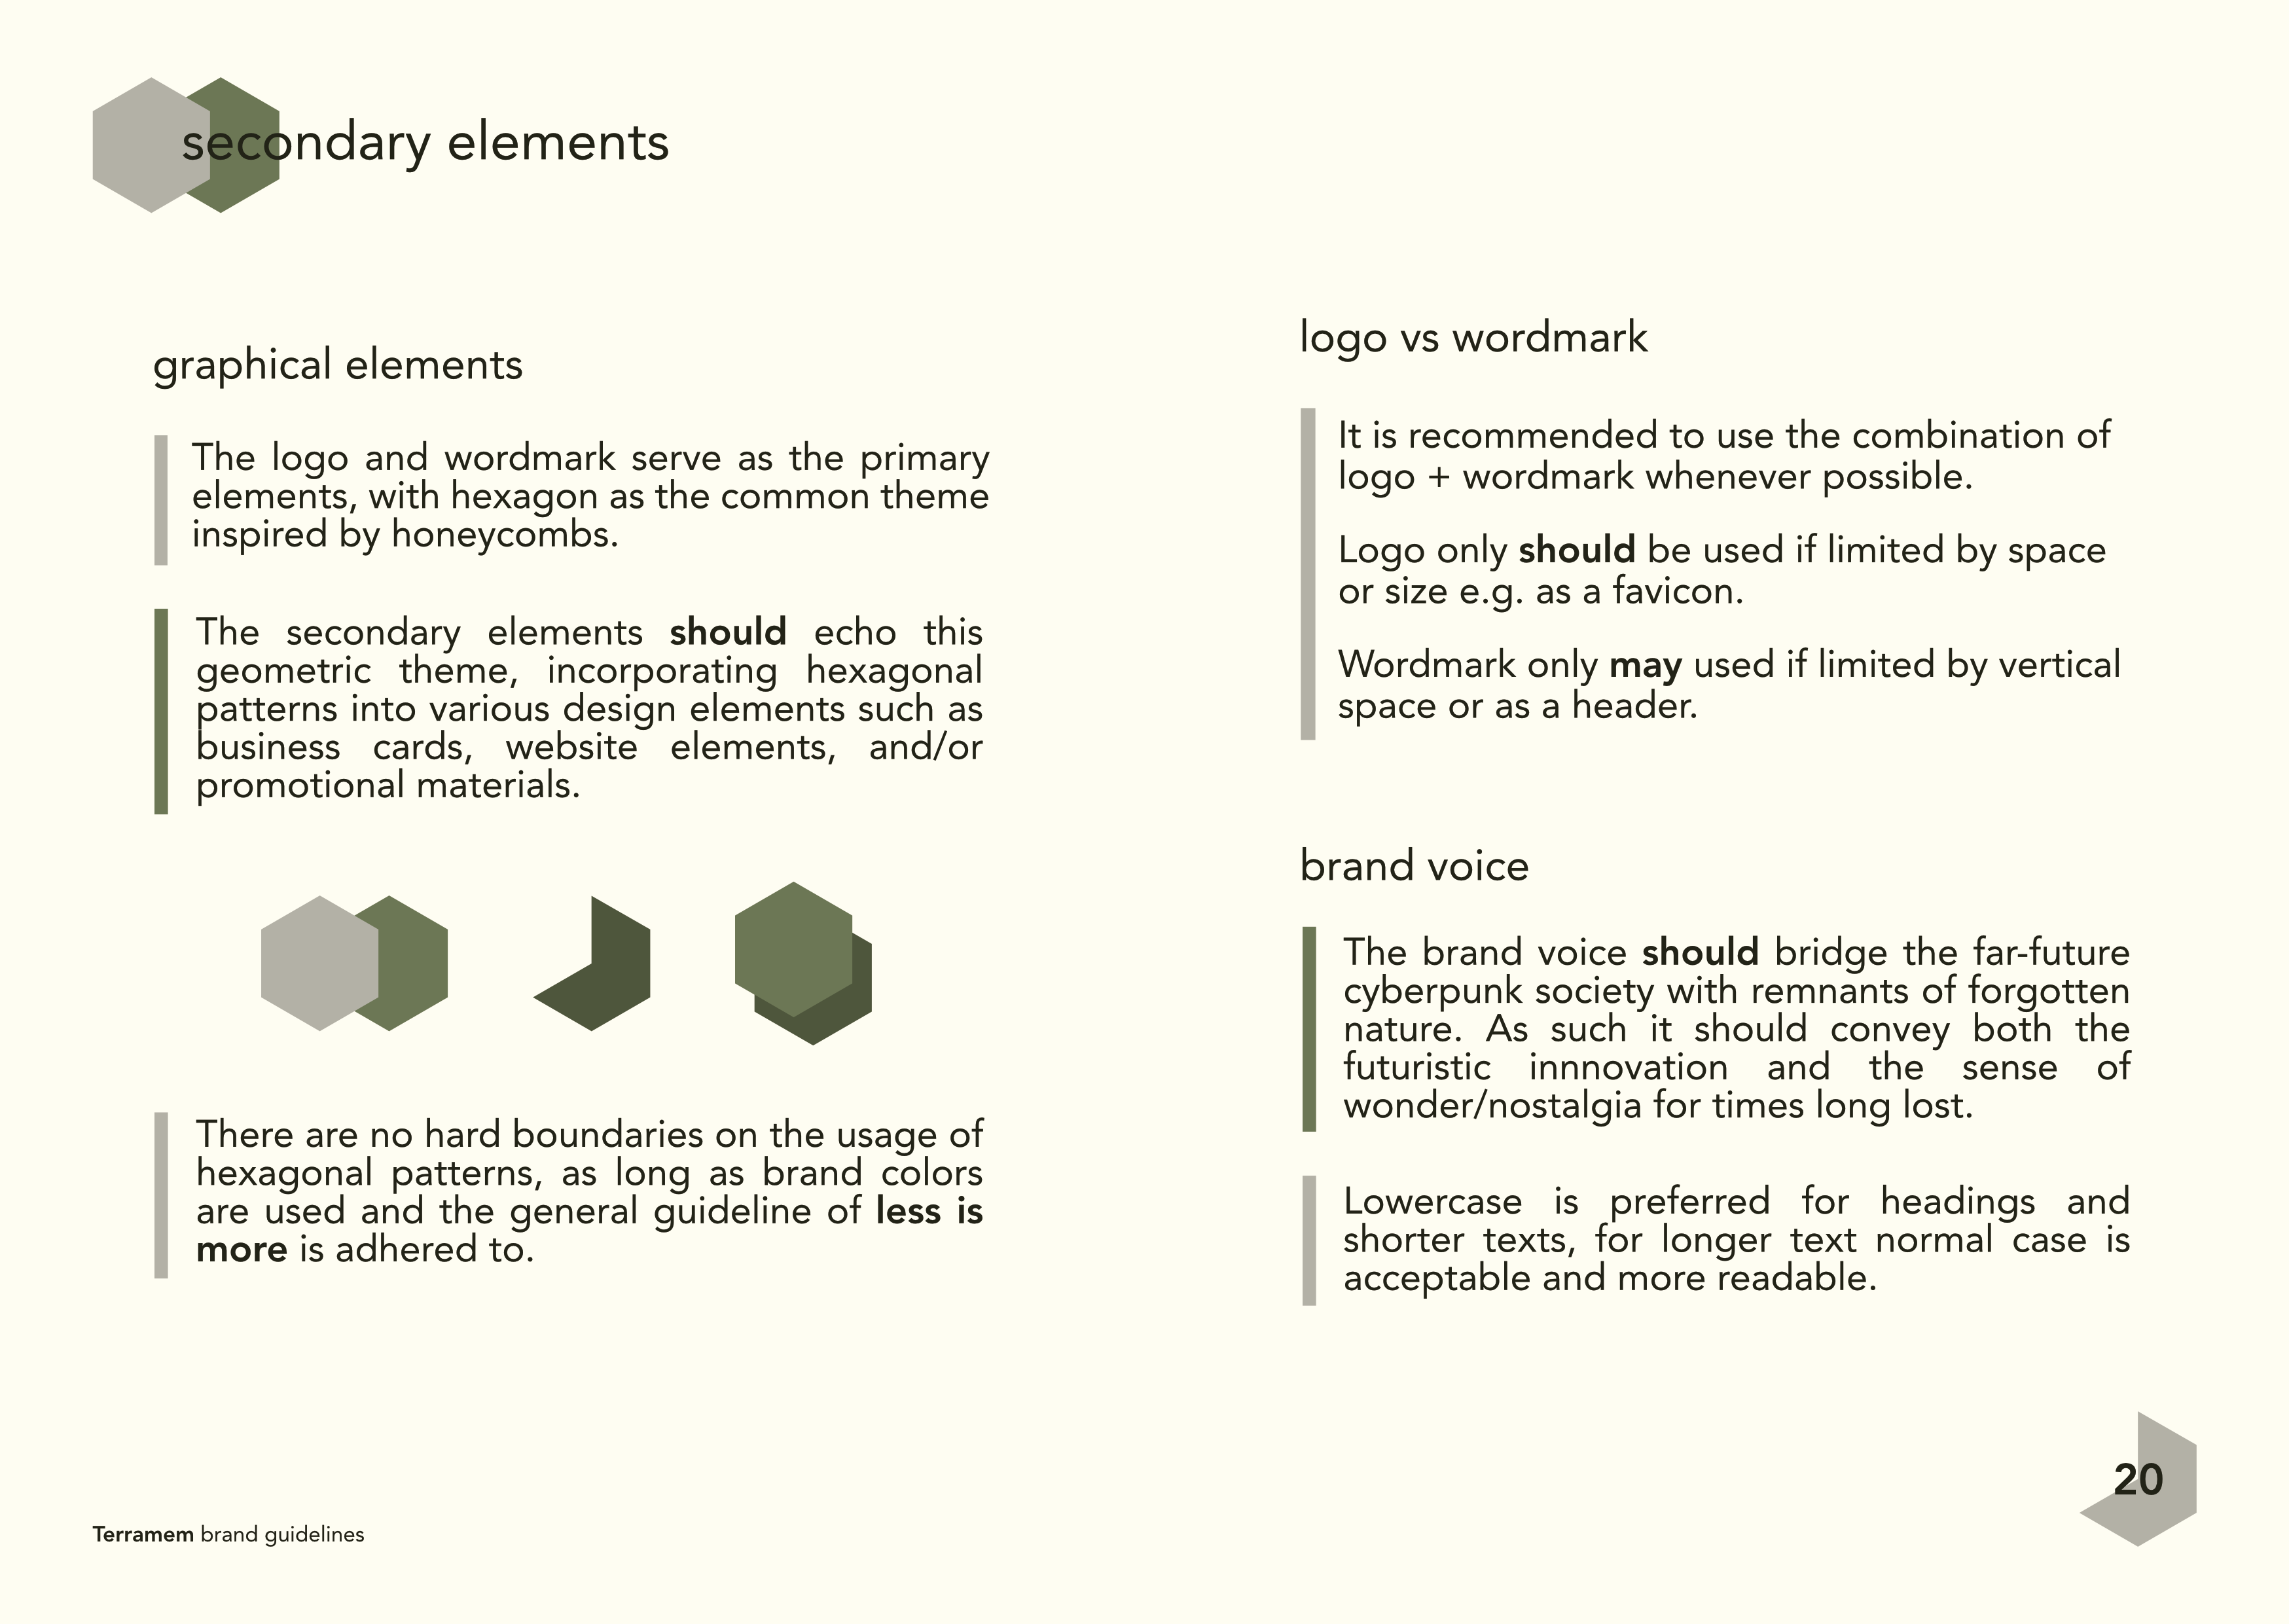 secondary elements
graphical elements
The logo and wordmark serve as the primary
elements, with hexagon as the common theme
inspired by honeycombs.
The secondary elements should echo this
geometric theme, incorporating hexagonal
patterns into various design elements such as
business cards, website elements, and/or
promotional materials.
There are no hard boundaries on the usage of
hexagonal patterns, as long as brand colors
are used and the general guideline of less is
more is adhered to.
logo vs wordmark
It is recommended to use the combination of
logo + wordmark whenever possible.
Logo only should be used if limited by space
or size e.g. as a favicon.
Wordmark only may used if limited by vertical
space or as a header.
brand voice
The brand voice should bridge the far-future
cyberpunk society with remnants of forgotten
nature. As such it should convey both the
futuristic innnovation and the sense of
wonder/nostalgia for times long lost.
Lowercase is preferred for headings and
shorter texts, for longer text normal case is
acceptable and more readable.
20
Terramem brand guidelines